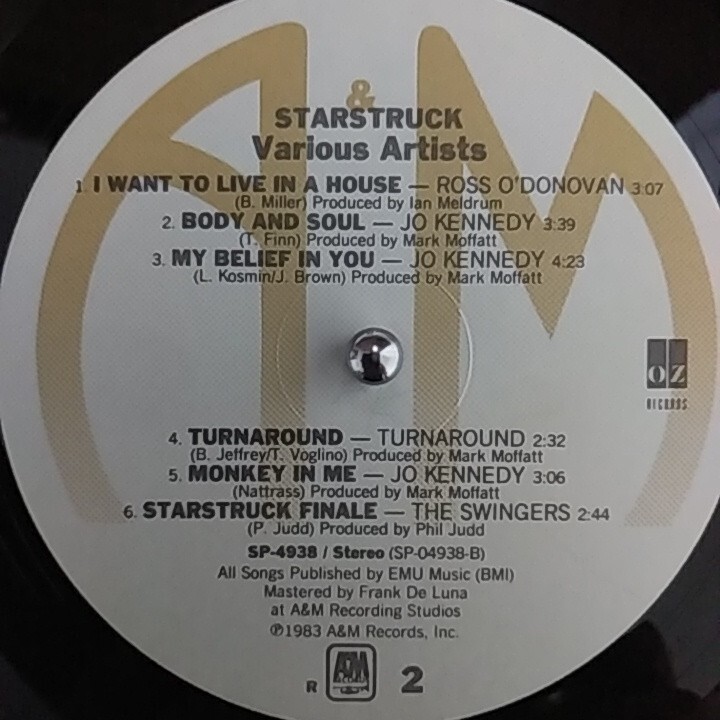 A&M
STARSTRUCK
Various Artists
1. I WANT TO LIVE IN A HOUSE — ROSS O'DONOVAN 3:07
(B. Miller) Produced by Ian Meldrum
2. BODY AND SOUL — JO KENNEDY 3:39
(T. Finn) Produced by Mark Moffatt
3. MY BELIEF IN YOU — JO KENNEDY 4:23
(L. Kosmin/J. Brown) Produced by Mark Moffatt
OZ
RECORDS
4. TURNAROUND — TURNAROUND 2:32
(B. Jeffrey/T. Voglino) Produced by Mark Moffatt
5. MONKEY IN ME — JO KENNEDY 3:06
(Nattrass) Produced by Mark Moffatt
6. STARSTRUCK FINALE — THE SWINGERS 2:44
(P. Judd) Produced by Phil Judd
SP-4938 / Stereo (SP-04938-B)
All Songs Published by EMU Music (BMI)
Mastered by Frank De Luna
at A&M Recording Studios
℗1983 A&M Records, Inc.
R A&M RECORDS 2